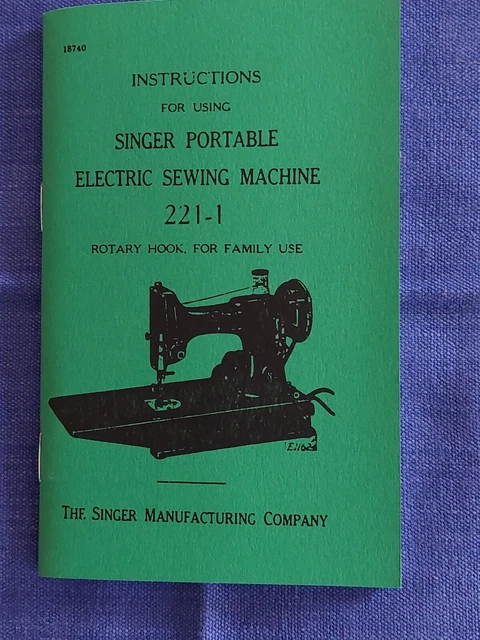 18740
INSTRUCTIONS
FOR USING
SINGER PORTABLE
ELECTRIC SEWING MACHINE
221-1
ROTARY HOOK, FOR FAMILY USE
THE SINGER MANUFACTURING COMPANY